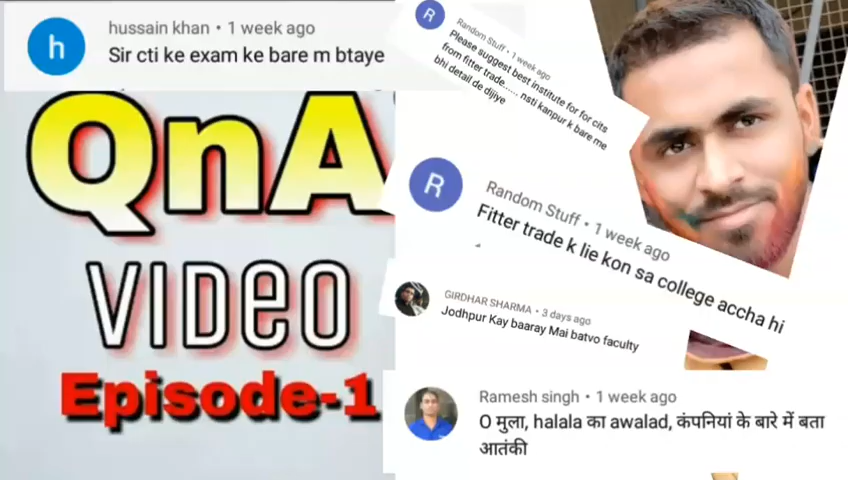 h
hussain khan • 1 week ago
Sir cti ke exam ke bare m btaye
QnA
VIDEO
Episode-1
R
Random Stuff • 1 week ago
Please suggest best institute for for cits
from fitter trade...... nsti kanpur k bare me
bhi detail de dijiye
R
Random Stuff • 1 week ago
Fitter trade k lie kon sa college accha hi
GIRDHAR SHARMA • 3 days ago
Jodhpur Kay baaray Mai batvo faculty
Ramesh singh • 1 week ago
O मुला, halala का awalad, कंपनियां के बारे में बता
आतंकी